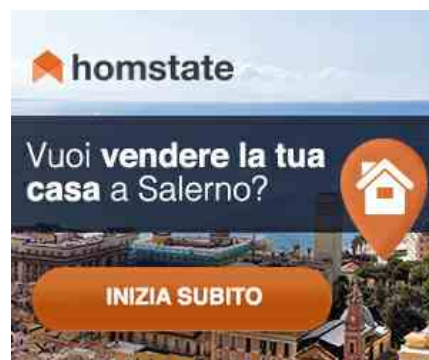 homstate
Vuoi vendere la tua
casa a Salerno?
INIZIA SUBITO